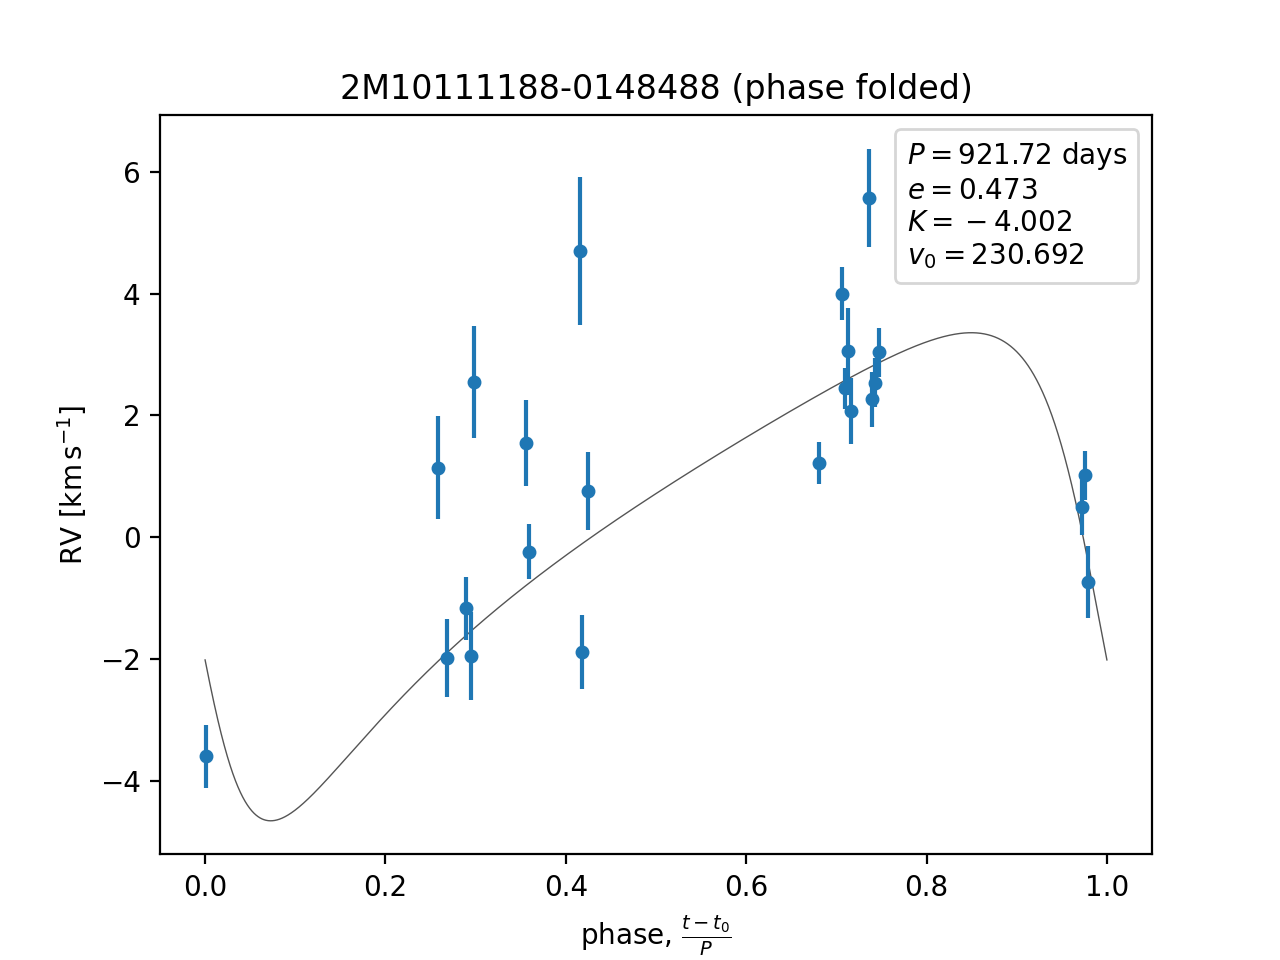 2M10111188-0148488 (phase folded)
P = 921.72 days
e = 0.473
K = −4.002
v₀ = 230.692
6
4
2
0
−2
−4
RV [km s⁻¹]
0.0 0.2 0.4 0.6 0.8 1.0
phase, (t − t₀)/P